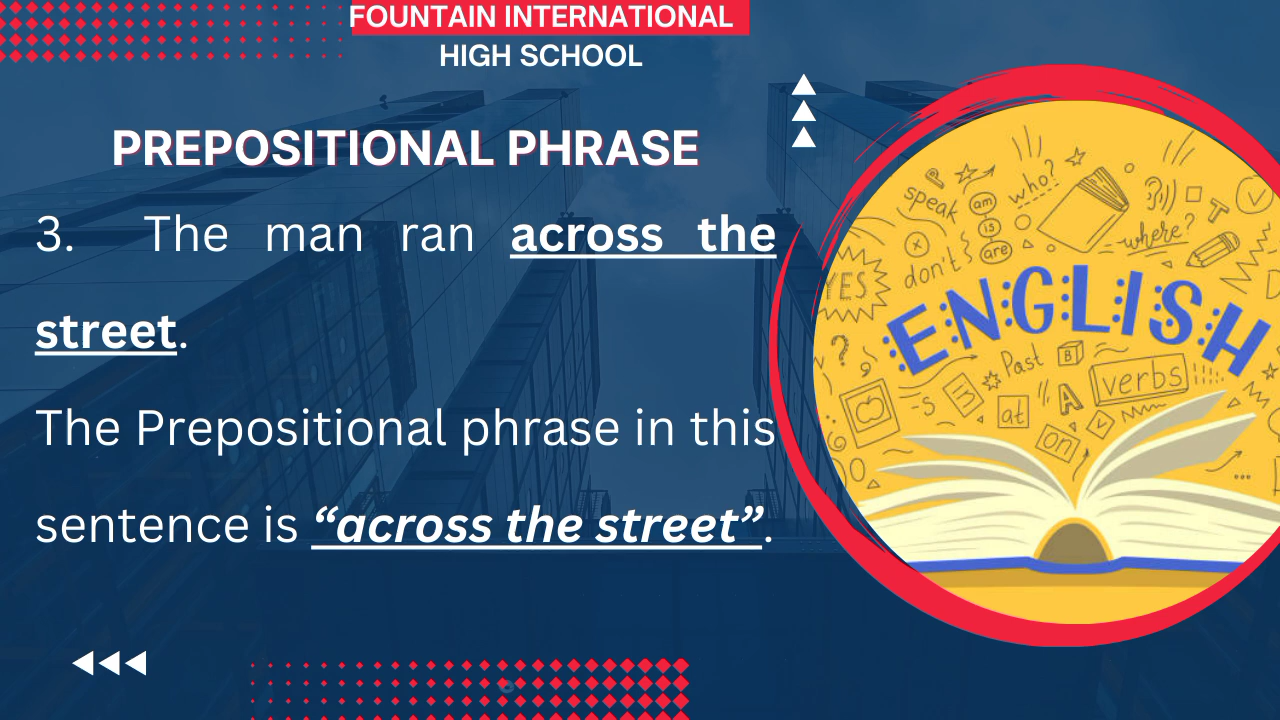 FOUNTAIN INTERNATIONAL
HIGH SCHOOL
PREPOSITIONAL PHRASE
3. The man ran across the
street.
The Prepositional phrase in this
sentence is “across the street”.
speak
am
is
are
who?
where?
don't
YES
ENGLISH
?
Past
B
verbs
-s
3
at
A
on